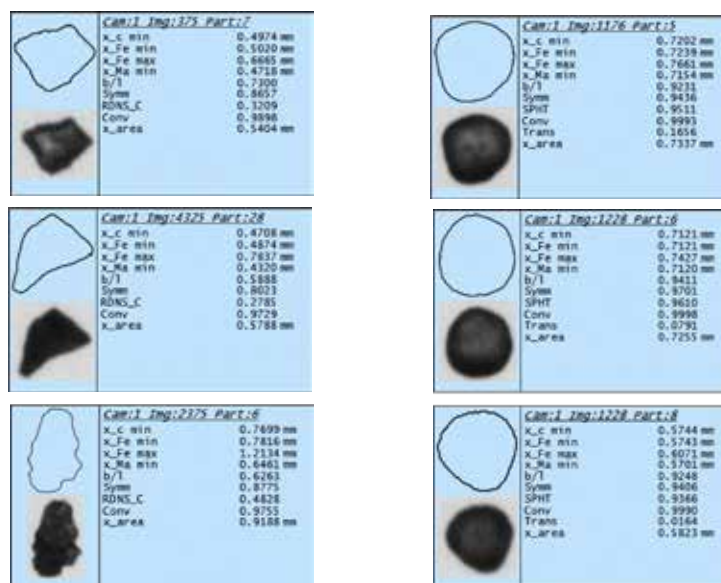 Cam:1 Img:375 Part:7
x_c min 0.4974 mm
x_Fe min 0.5020 mm
x_Fe max 0.6665 mm
x_Ma min 0.4718 mm
b/l 0.7300
Symm 0.8657
RDNS_C 0.3209
Conv 0.9898
x_area 0.5404 mm
Cam:1 Img:4325 Part:28
x_c min 0.4708 mm
x_Fe min 0.4874 mm
x_Fe max 0.7837 mm
x_Ma min 0.4320 mm
b/l 0.5888
Symm 0.8023
RDNS_C 0.2785
Conv 0.9729
x_area 0.5788 mm
Cam:1 Img:2375 Part:6
x_c min 0.7699 mm
x_Fe min 0.7816 mm
x_Fe max 1.2134 mm
x_Ma min 0.6461 mm
b/l 0.6263
Symm 0.8775
RDNS_C 0.4828
Conv 0.9755
x_area 0.9188 mm
Cam:1 Img:1176 Part:5
x_c min 0.7202 mm
x_Fe min 0.7239 mm
x_Fe max 0.7661 mm
x_Ma min 0.7154 mm
b/l 0.9231
Symm 0.9436
SPHT 0.9511
Conv 0.9993
Trans 0.1656
x_area 0.7337 mm
Cam:1 Img:1228 Part:6
x_c min 0.7121 mm
x_Fe min 0.7121 mm
x_Fe max 0.7427 mm
x_Ma min 0.7120 mm
b/l 0.9411
Symm 0.9701
SPHT 0.9610
Conv 0.9998
Trans 0.0791
x_area 0.7255 mm
Cam:1 Img:1228 Part:8
x_c min 0.5744 mm
x_Fe min 0.5743 mm
x_Fe max 0.6071 mm
x_Ma min 0.5701 mm
b/l 0.9248
Symm 0.9406
SPHT 0.9366
Conv 0.9990
Trans 0.0164
x_area 0.5823 mm